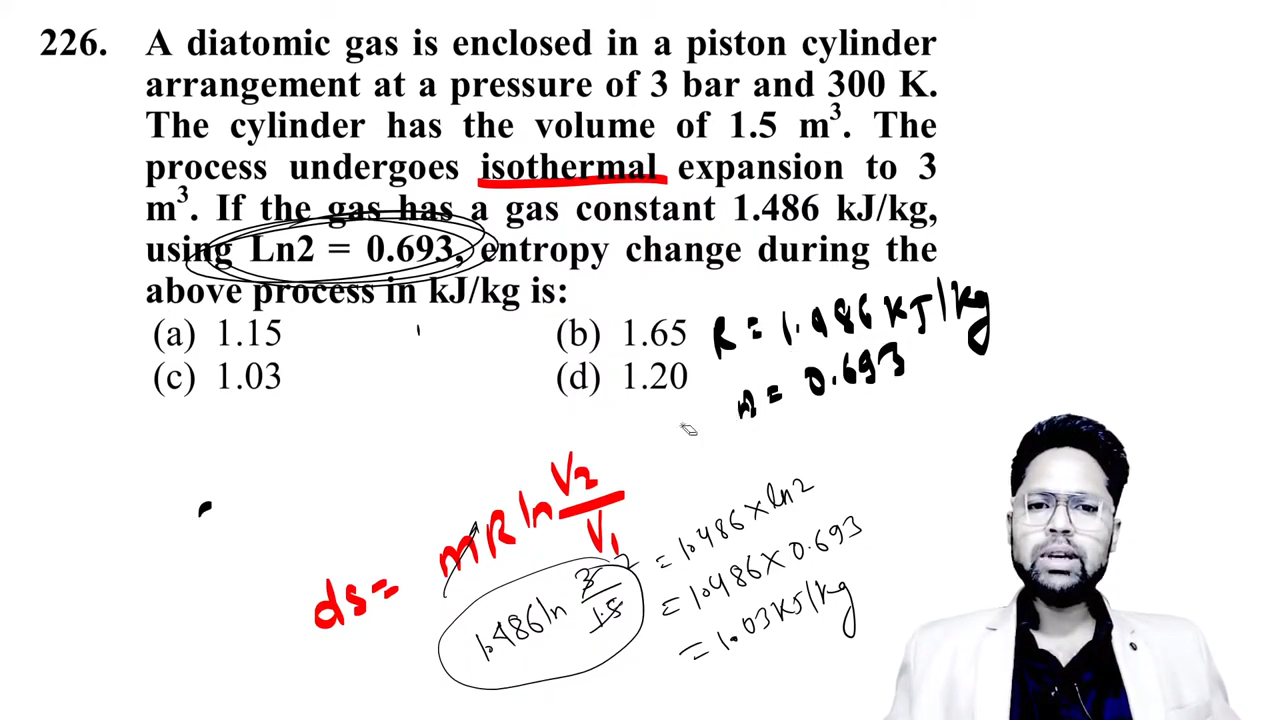 226. A diatomic gas is enclosed in a piston cylinder
arrangement at a pressure of 3 bar and 300 K.
The cylinder has the volume of 1.5 m³. The
process undergoes isothermal expansion to 3
m³. If the gas has a gas constant 1.486 kJ/kg,
using Ln2 = 0.693, entropy change during the
above process in kJ/kg is:
(a) 1.15 (b) 1.65
(c) 1.03 (d) 1.20
R = 1.486 KJ/kg
= 0.693
ds = mR ln V2/V1
1.486 ln 3/1.5 2
= 1.486 × ln2
= 1.486 × 0.693
= 1.03 KJ/kg